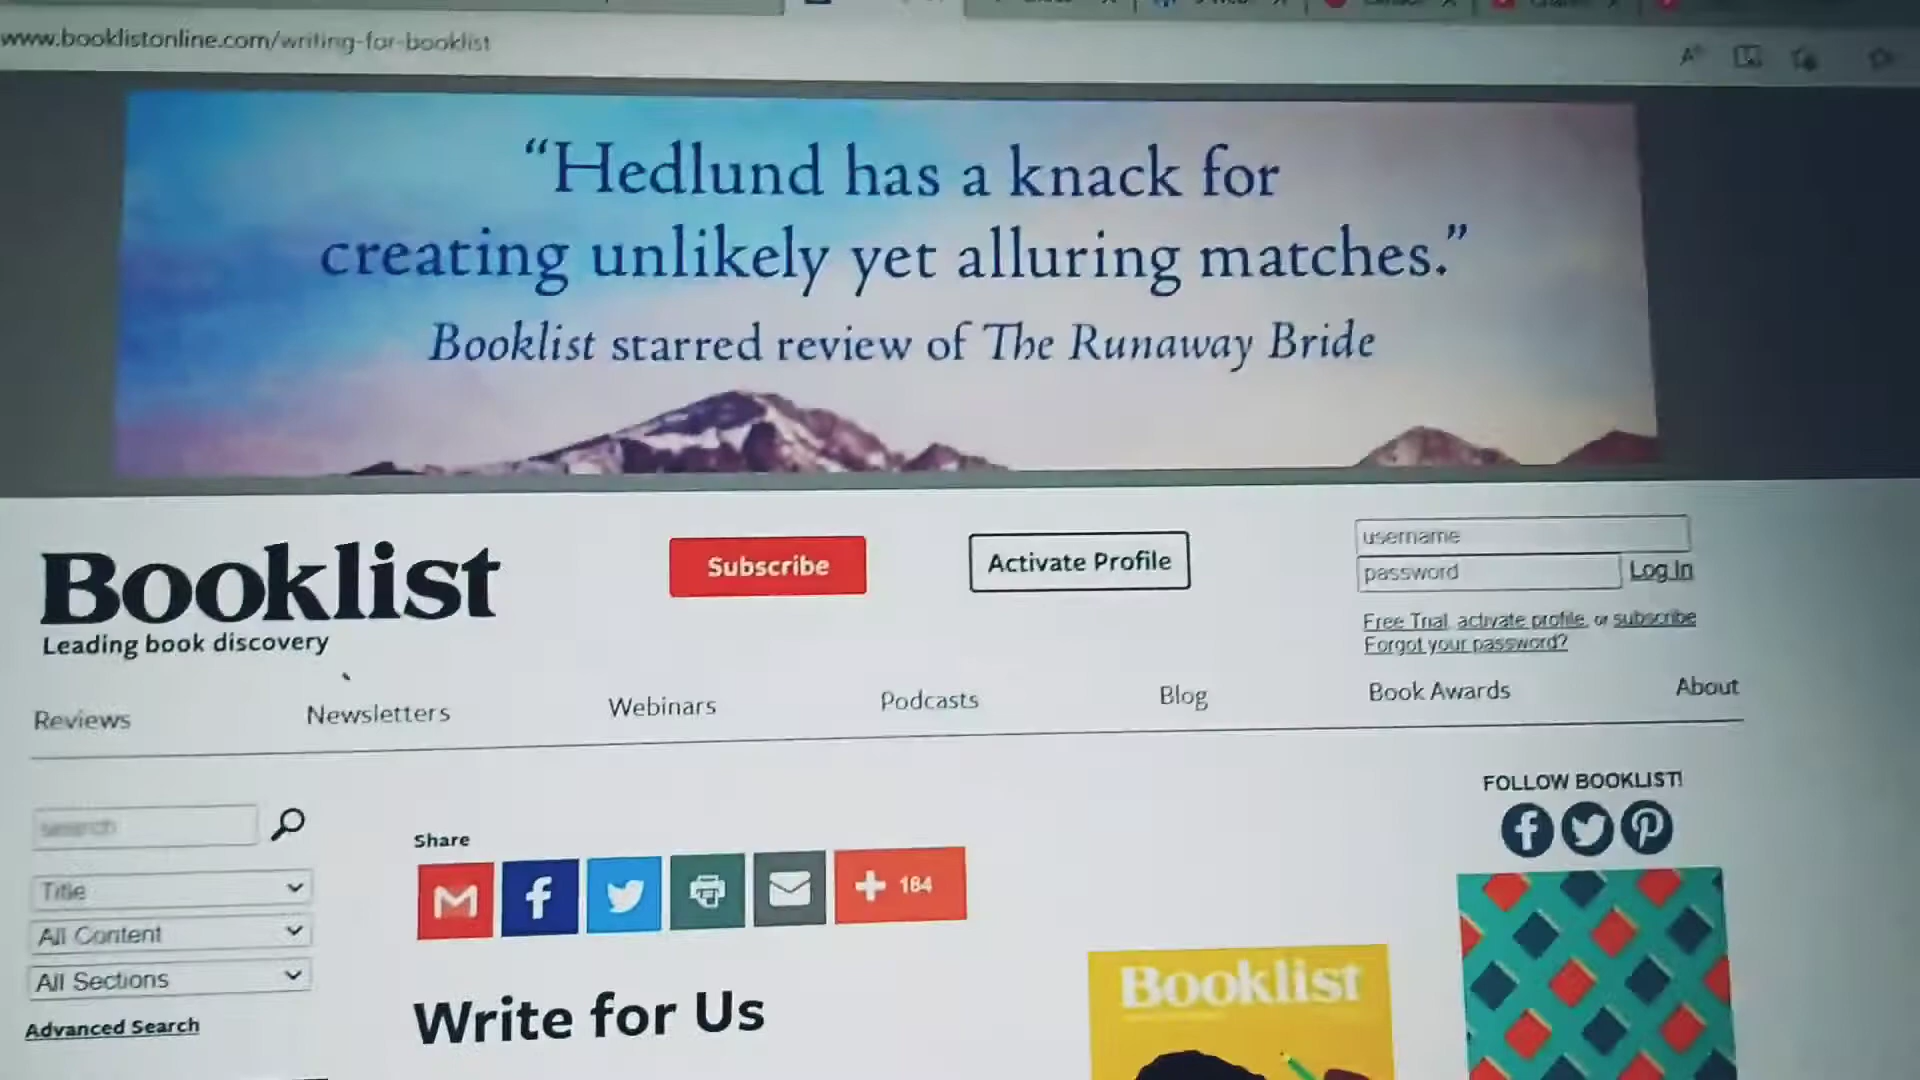 www.booklistonline.com/writing-for-booklist
“Hedlund has a knack for
creating unlikely yet alluring matches.”
Booklist starred review of The Runaway Bride
Booklist
Leading book discovery
Subscribe
Activate Profile
username
password
Log In
Free Trial, activate profile, or subscribe
Forgot your password?
Reviews
Newsletters
Webinars
Podcasts
Blog
Book Awards
About
search
Title
All Content
All Sections
Advanced Search
Share
184
Write for Us
FOLLOW BOOKLIST!
Booklist